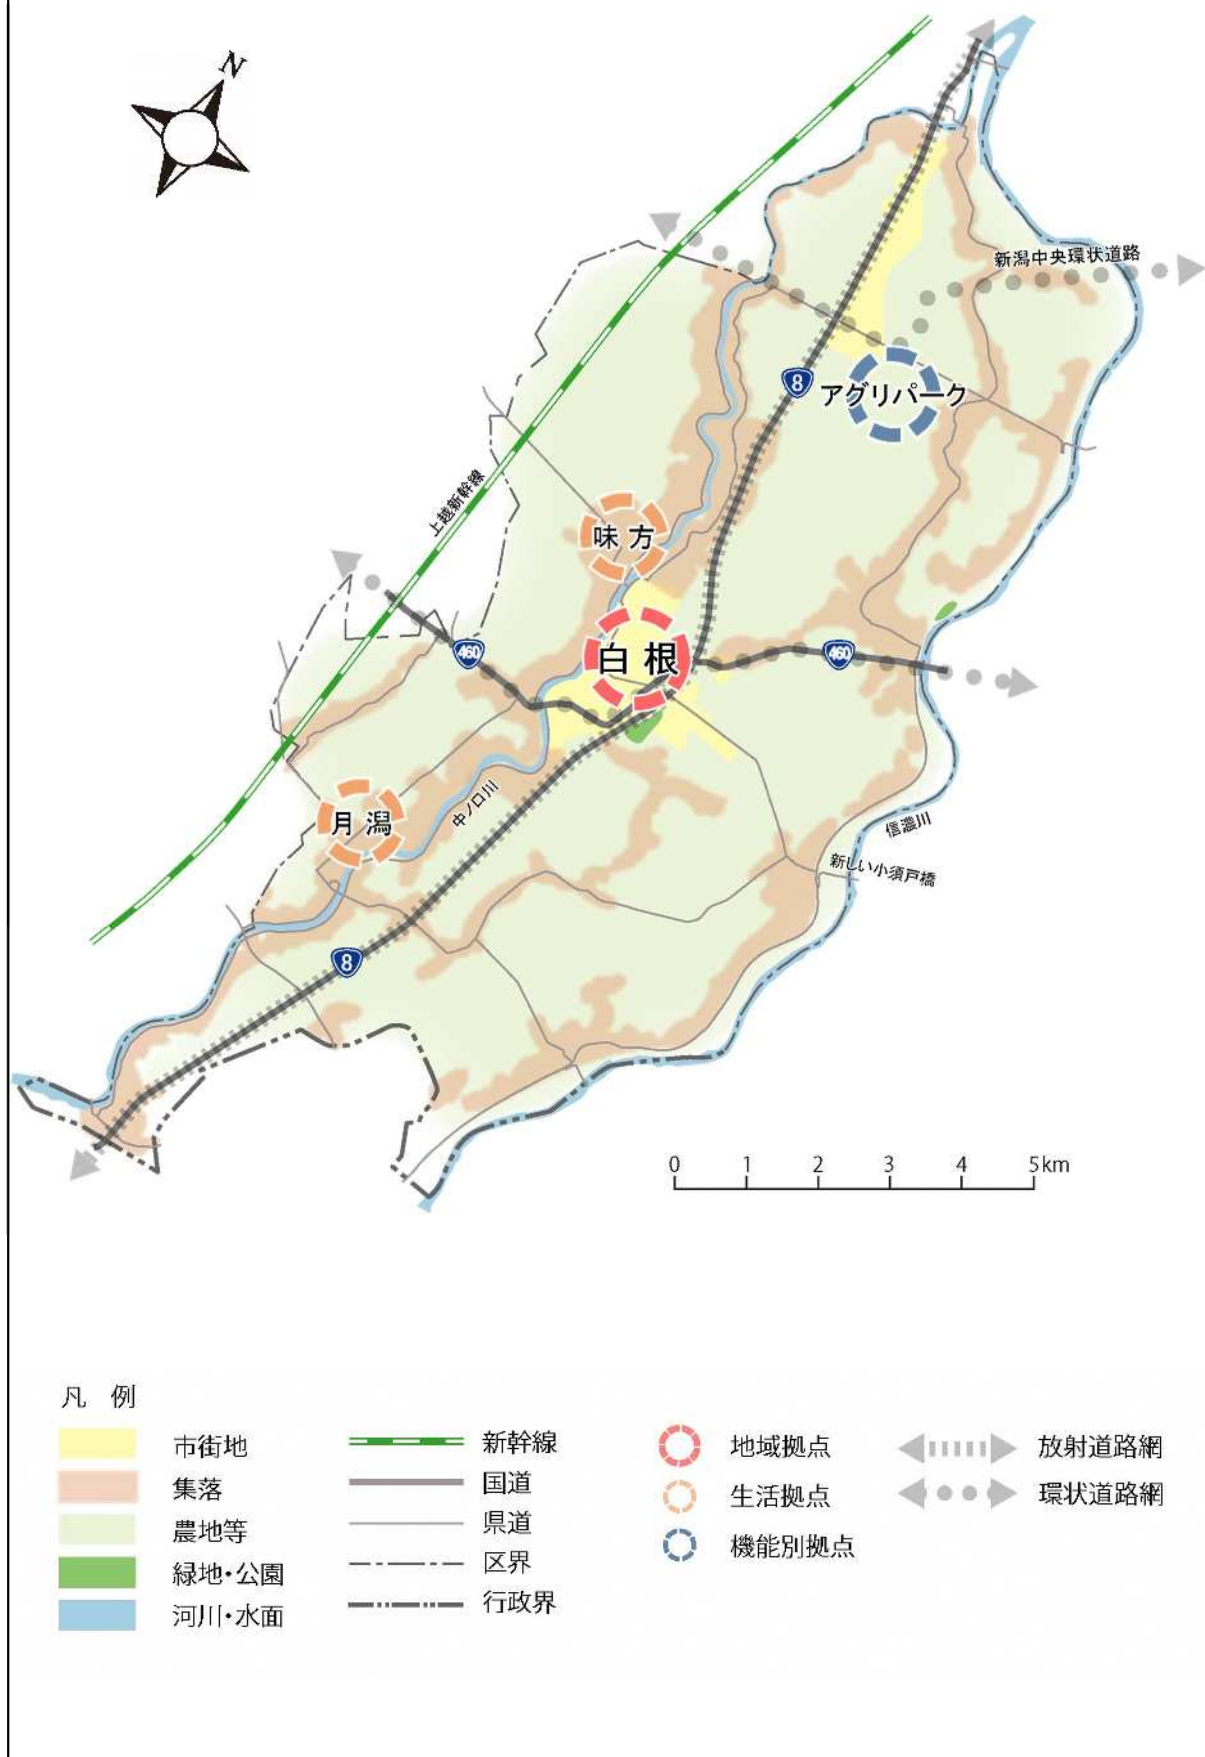 N
新潟中央環状道路
8
アグリパーク
上越新幹線
味方
白根
460
460
月潟
中ノ口川
信濃川
新しい小須戸橋
8
0 1 2 3 4 5km
凡 例
市街地
集落
農地等
緑地・公園
河川・水面
新幹線
国道
県道
区界
行政界
地域拠点
生活拠点
機能別拠点
放射道路網
環状道路網